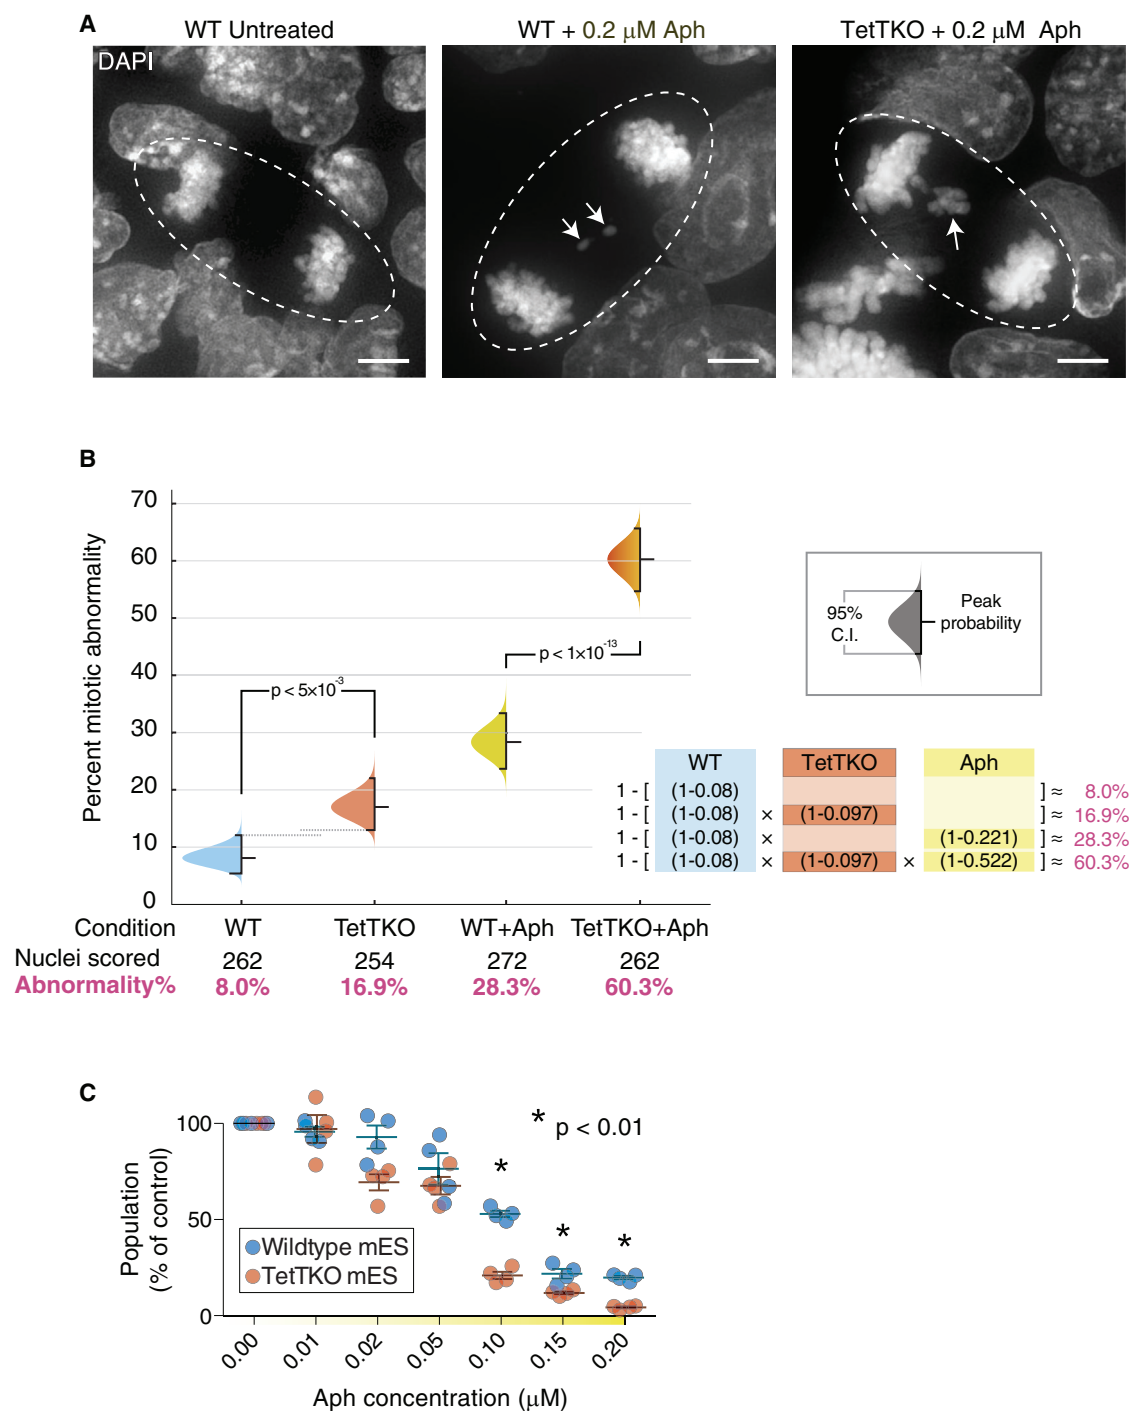 A
WT Untreated
WT + 0.2 μM Aph
TetTKO + 0.2 μM Aph
DAPI
B
Percent mitotic abnormality
70
60
50
40
30
20
10
0
p < 5×10-3
p < 1×10-13
95%
C.I.
Peak
probability
WT TetTKO Aph
1 - [ (1-0.08) ] ≈ 8.0%
1 - [ (1-0.08) × (1-0.097) ] ≈ 16.9%
1 - [ (1-0.08) × (1-0.221) ] ≈ 28.3%
1 - [ (1-0.08) × (1-0.097) × (1-0.522) ] ≈ 60.3%
Condition WT TetTKO WT+Aph TetTKO+Aph
Nuclei scored 262 254 272 262
Abnormality% 8.0% 16.9% 28.3% 60.3%
C
Population
(% of control)
100
50
0
* p < 0.01
*
*
*
Wildtype mES
TetTKO mES
0.00 0.01 0.02 0.05 0.10 0.15 0.20
Aph concentration (μM)